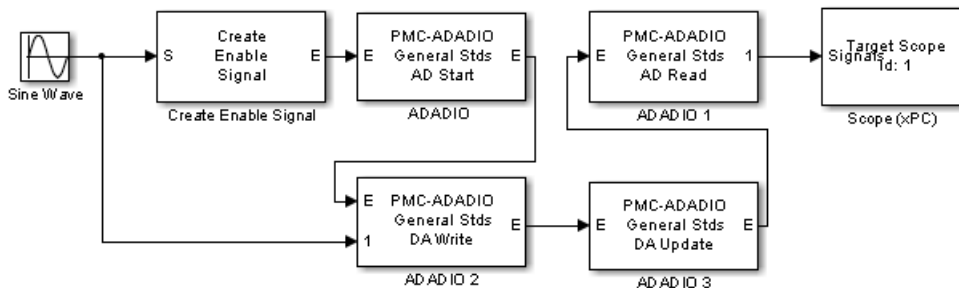 Sine Wave
S
Create
Enable
Signal
E
Create Enable Signal
E
PMC-ADADIO
General Stds
AD Start
E
ADADIO
E
PMC-ADADIO
General Stds
AD Read
1
ADADIO 1
Signals
Target Scope
Id: 1
Scope (xPC)
E
1
PMC-ADADIO
General Stds
DA Write
E
ADADIO 2
E
PMC-ADADIO
General Stds
DA Update
E
ADADIO 3